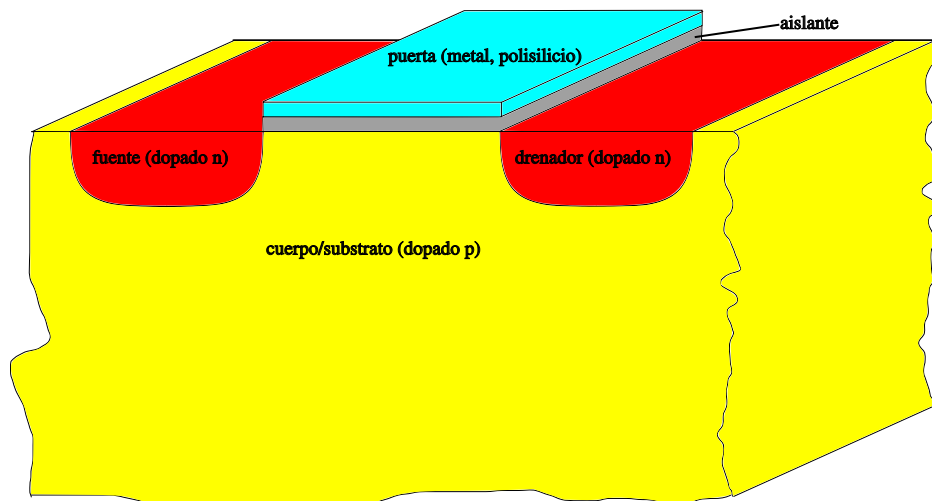 aislante
puerta (metal, polisilicio)
fuente (dopado n)
drenador (dopado n)
cuerpo/substrato (dopado p)